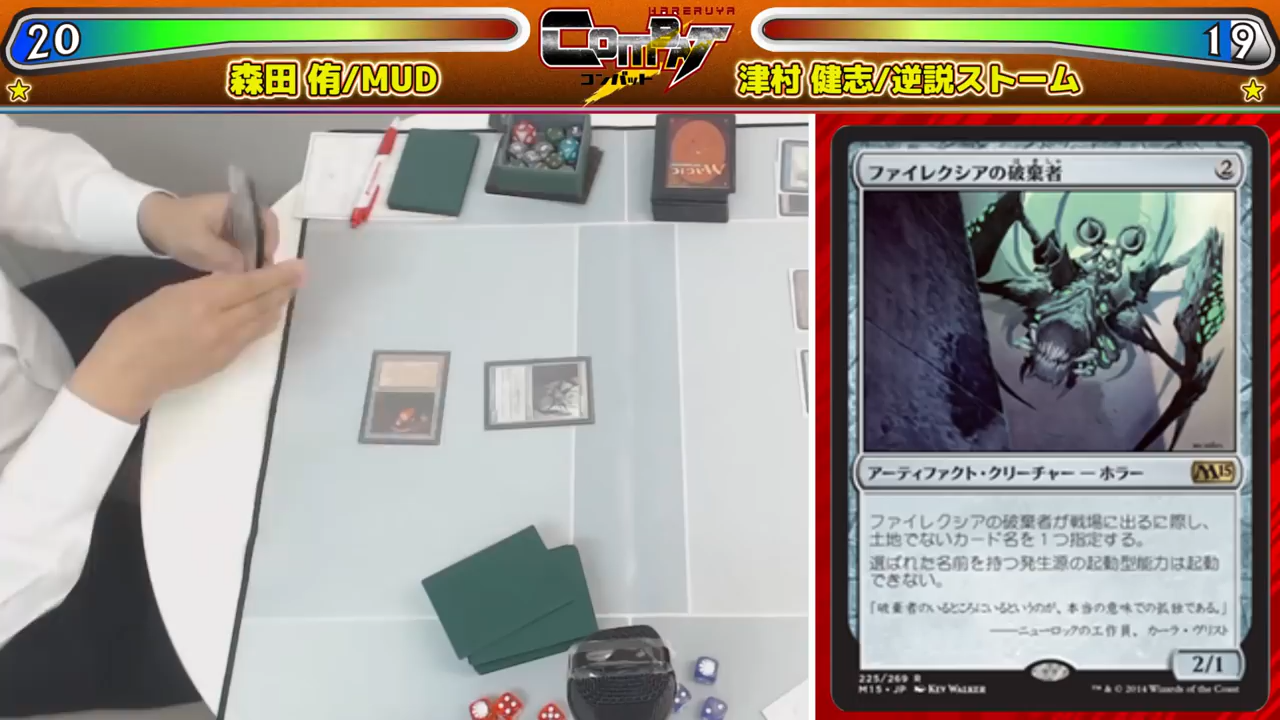 20
HARERUYA
COMBAT
コンバット
19
森田 侑/MUD
津村 健志/逆説ストーム
MAGIC
ファイレクシアの破棄者 2
アーティファクト・クリーチャー — ホラー M15
ファイレクシアの破棄者が戦場に出るに際し、
土地でないカード名を1つ指定する。
選ばれた名前を持つ発生源の起動型能力は起動
できない。
「破棄者のいるところにいるというのが、本当の意味での孤独である。」
――ニューロックの工作員、カーラ・ヴリスト
2/1
225/269 R
M15・JP KEV WALKER
™ & © 2014 Wizards of the Coast